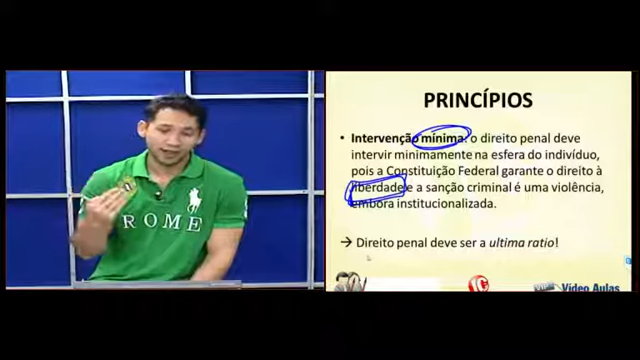 PRINCÍPIOS
• Intervenção mínima: o direito penal deve
intervir minimamente na esfera do indivíduo,
pois a Constituição Federal garante o direito à
liberdade e a sanção criminal é uma violência,
embora institucionalizada.
→ Direito penal deve ser a ultima ratio!
ROME
Vídeo Aulas